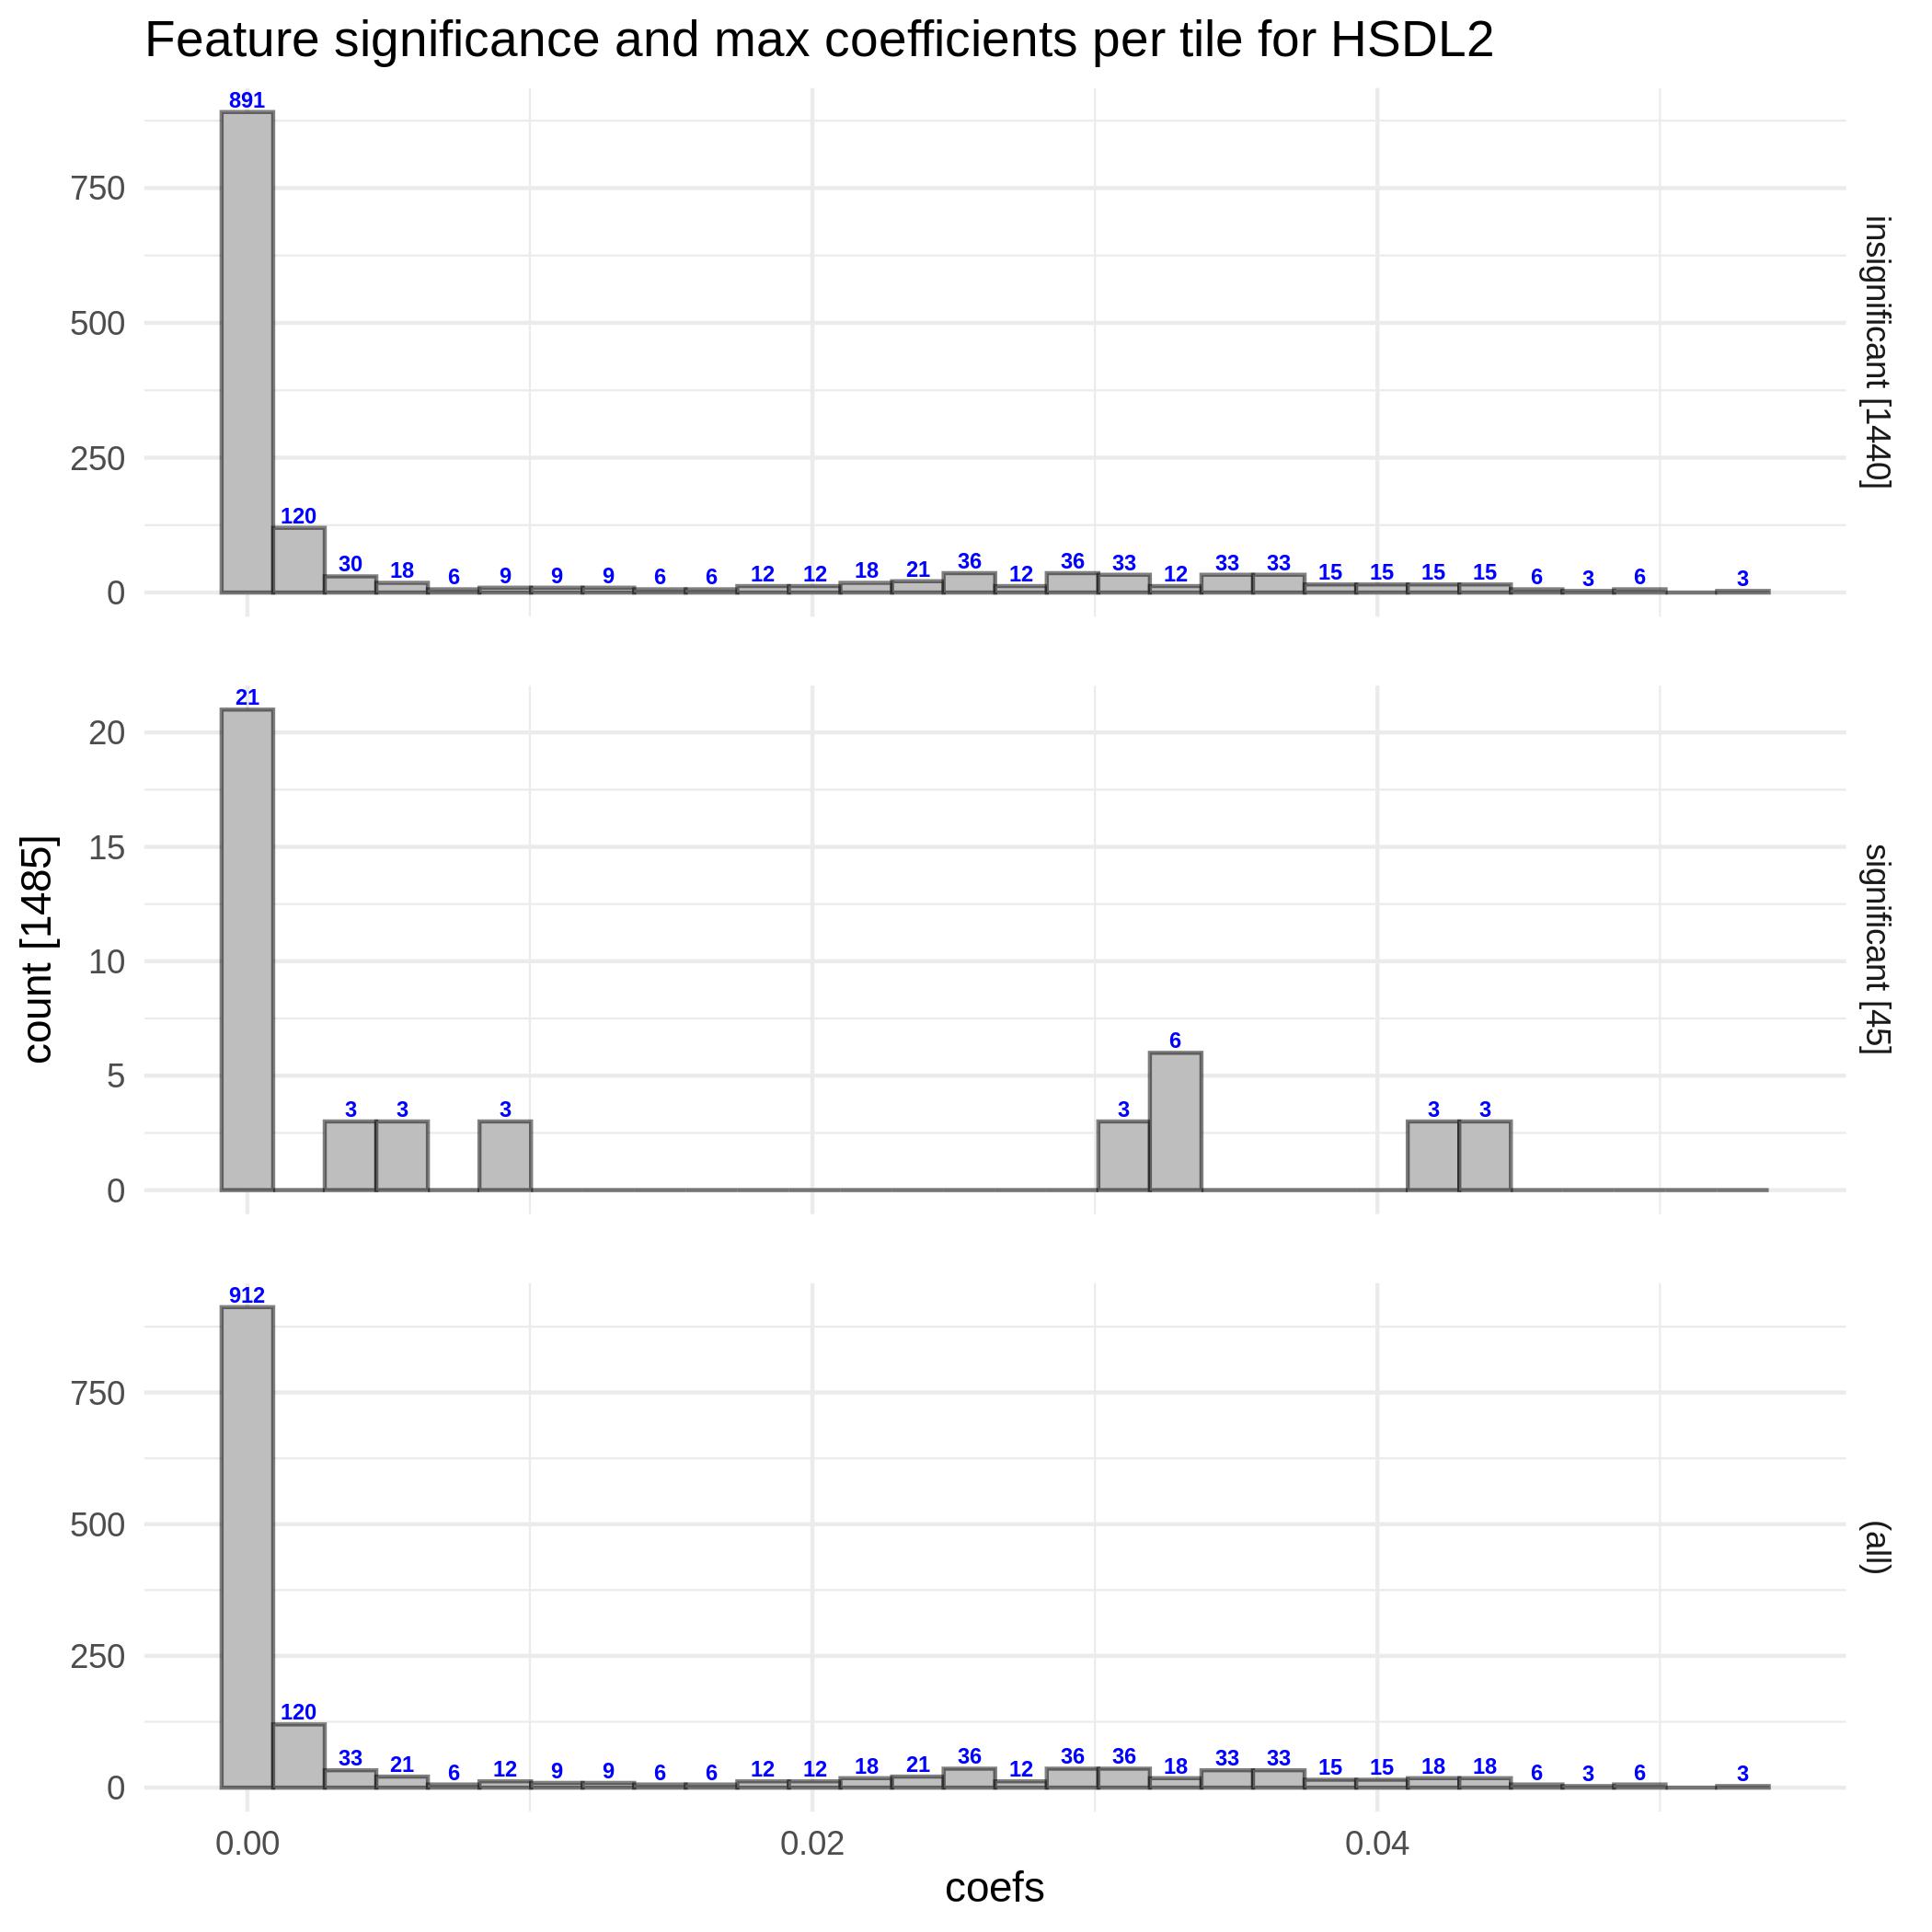 Feature significance and max coefficients per tile for HSDL2
891
750
500
250
0
120 30 18 6 9 9 9 6 6 12 12 18 21 36 12 36 33 12 33 33 15 15 15 15 6 3 6 3
insignificant [1440]
21
20
15
10
5
0
3 3 3 3 6 3 3
significant [45]
count [1485]
912
750
500
250
0
120 33 21 6 12 9 9 6 6 12 12 18 21 36 12 36 36 18 33 33 15 15 18 18 6 3 6 3
(all)
0.00 0.02 0.04
coefs